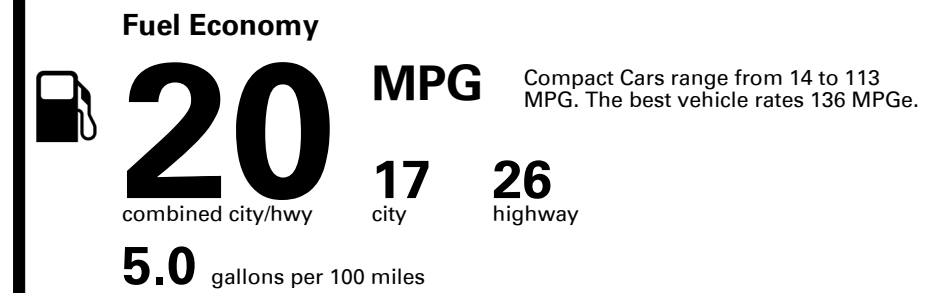 Fuel Economy
20 MPG
Compact Cars range from 14 to 113
MPG. The best vehicle rates 136 MPGe.
17 26
combined city/hwy city highway
5.0 gallons per 100 miles